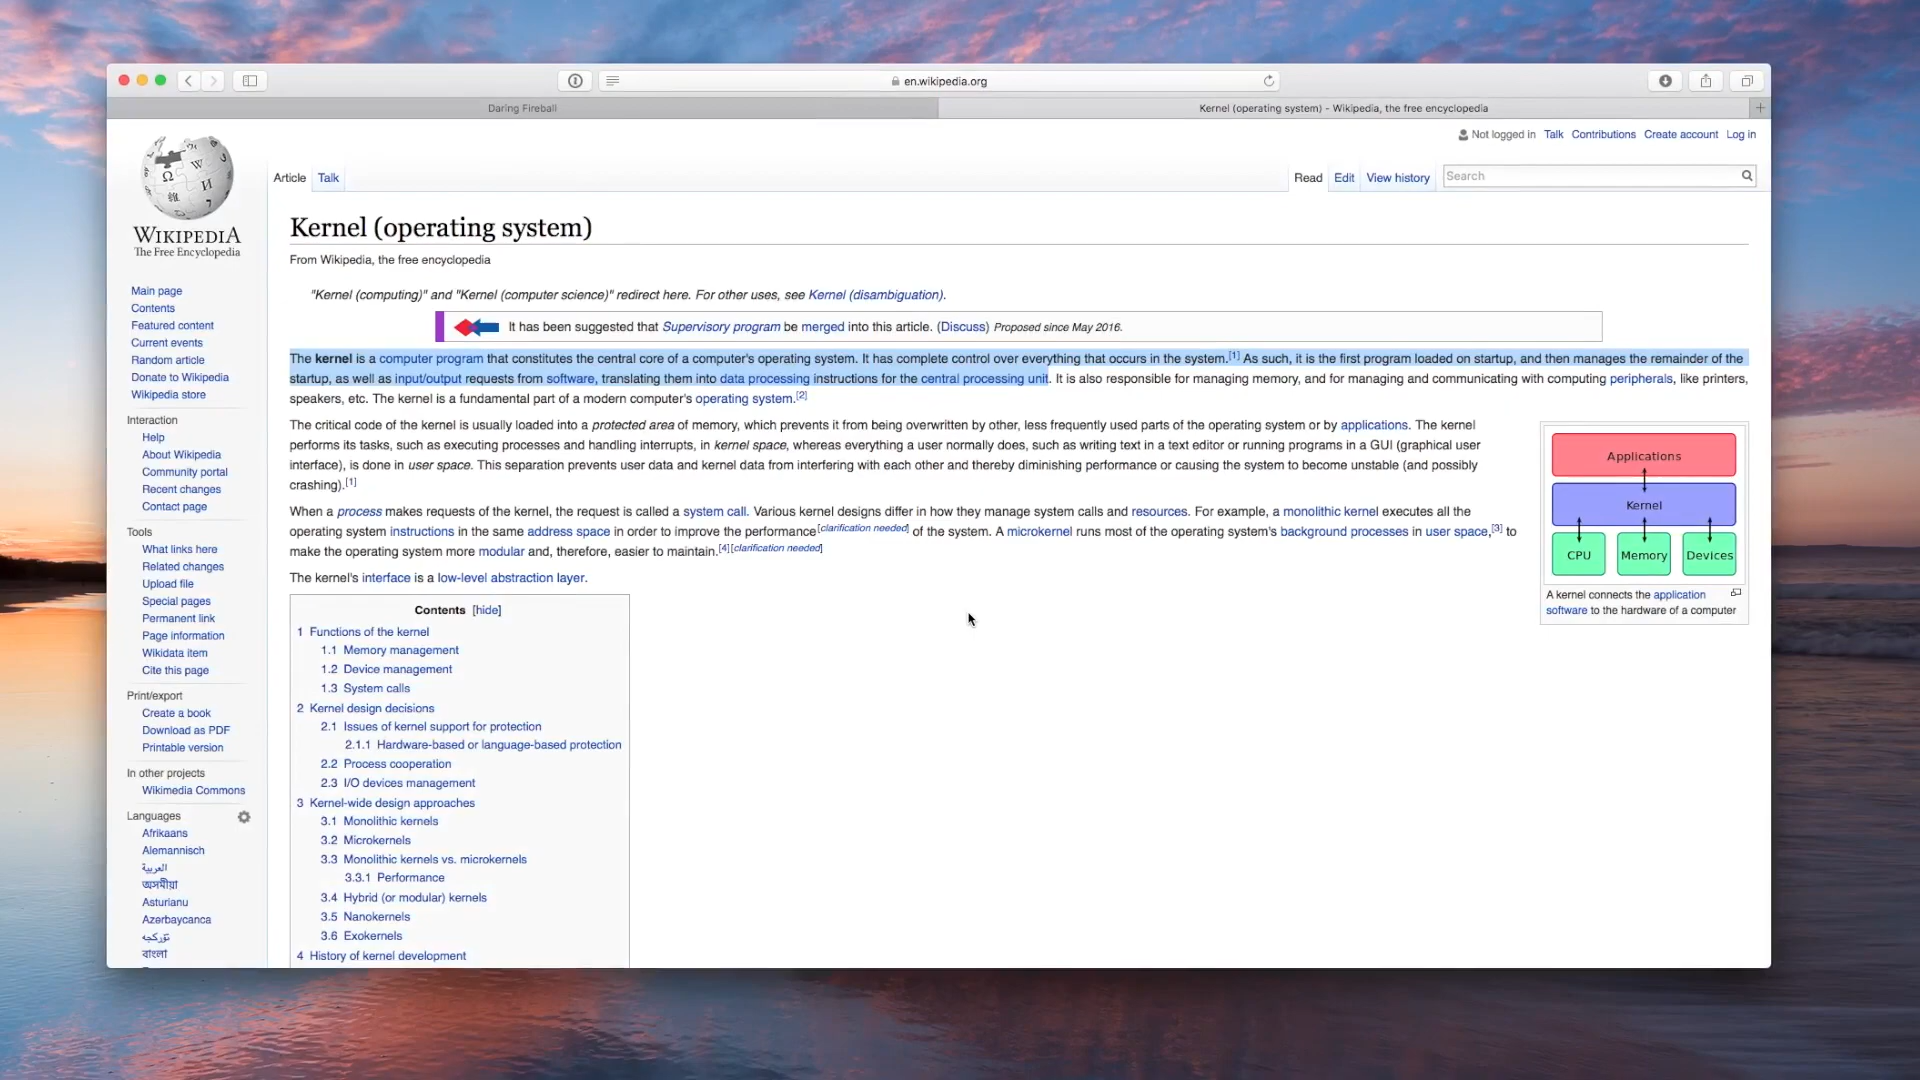 en.wikipedia.org
Daring Fireball
Kernel (operating system) - Wikipedia, the free encyclopedia
Not logged in Talk Contributions Create account Log in
Article Talk
Read Edit View history
Search
WIKIPEDIA
The Free Encyclopedia
Main page
Contents
Featured content
Current events
Random article
Donate to Wikipedia
Wikipedia store
Interaction
Help
About Wikipedia
Community portal
Recent changes
Contact page
Tools
What links here
Related changes
Upload file
Special pages
Permanent link
Page information
Wikidata item
Cite this page
Print/export
Create a book
Download as PDF
Printable version
In other projects
Wikimedia Commons
Languages
Afrikaans
Alemannisch
العربية
অসমীয়া
Asturianu
Azərbaycanca
تۆرکجه
বাংলা
Kernel (operating system)
From Wikipedia, the free encyclopedia
"Kernel (computing)" and "Kernel (computer science)" redirect here. For other uses, see Kernel (disambiguation).
It has been suggested that Supervisory program be merged into this article. (Discuss) Proposed since May 2016.
The kernel is a computer program that constitutes the central core of a computer's operating system. It has complete control over everything that occurs in the system.[1] As such, it is the first program loaded on startup, and then manages the remainder of the
startup, as well as input/output requests from software, translating them into data processing instructions for the central processing unit. It is also responsible for managing memory, and for managing and communicating with computing peripherals, like printers,
speakers, etc. The kernel is a fundamental part of a modern computer's operating system.[2]
The critical code of the kernel is usually loaded into a protected area of memory, which prevents it from being overwritten by other, less frequently used parts of the operating system or by applications. The kernel
performs its tasks, such as executing processes and handling interrupts, in kernel space, whereas everything a user normally does, such as writing text in a text editor or running programs in a GUI (graphical user
interface), is done in user space. This separation prevents user data and kernel data from interfering with each other and thereby diminishing performance or causing the system to become unstable (and possibly
crashing).[1]
When a process makes requests of the kernel, the request is called a system call. Various kernel designs differ in how they manage system calls and resources. For example, a monolithic kernel executes all the
operating system instructions in the same address space in order to improve the performance[clarification needed] of the system. A microkernel runs most of the operating system's background processes in user space,[3] to
make the operating system more modular and, therefore, easier to maintain.[4][clarification needed]
The kernel's interface is a low-level abstraction layer.
Applications
Kernel
CPU Memory Devices
A kernel connects the application
software to the hardware of a computer
Contents [hide]
1 Functions of the kernel
1.1 Memory management
1.2 Device management
1.3 System calls
2 Kernel design decisions
2.1 Issues of kernel support for protection
2.1.1 Hardware-based or language-based protection
2.2 Process cooperation
2.3 I/O devices management
3 Kernel-wide design approaches
3.1 Monolithic kernels
3.2 Microkernels
3.3 Monolithic kernels vs. microkernels
3.3.1 Performance
3.4 Hybrid (or modular) kernels
3.5 Nanokernels
3.6 Exokernels
4 History of kernel development